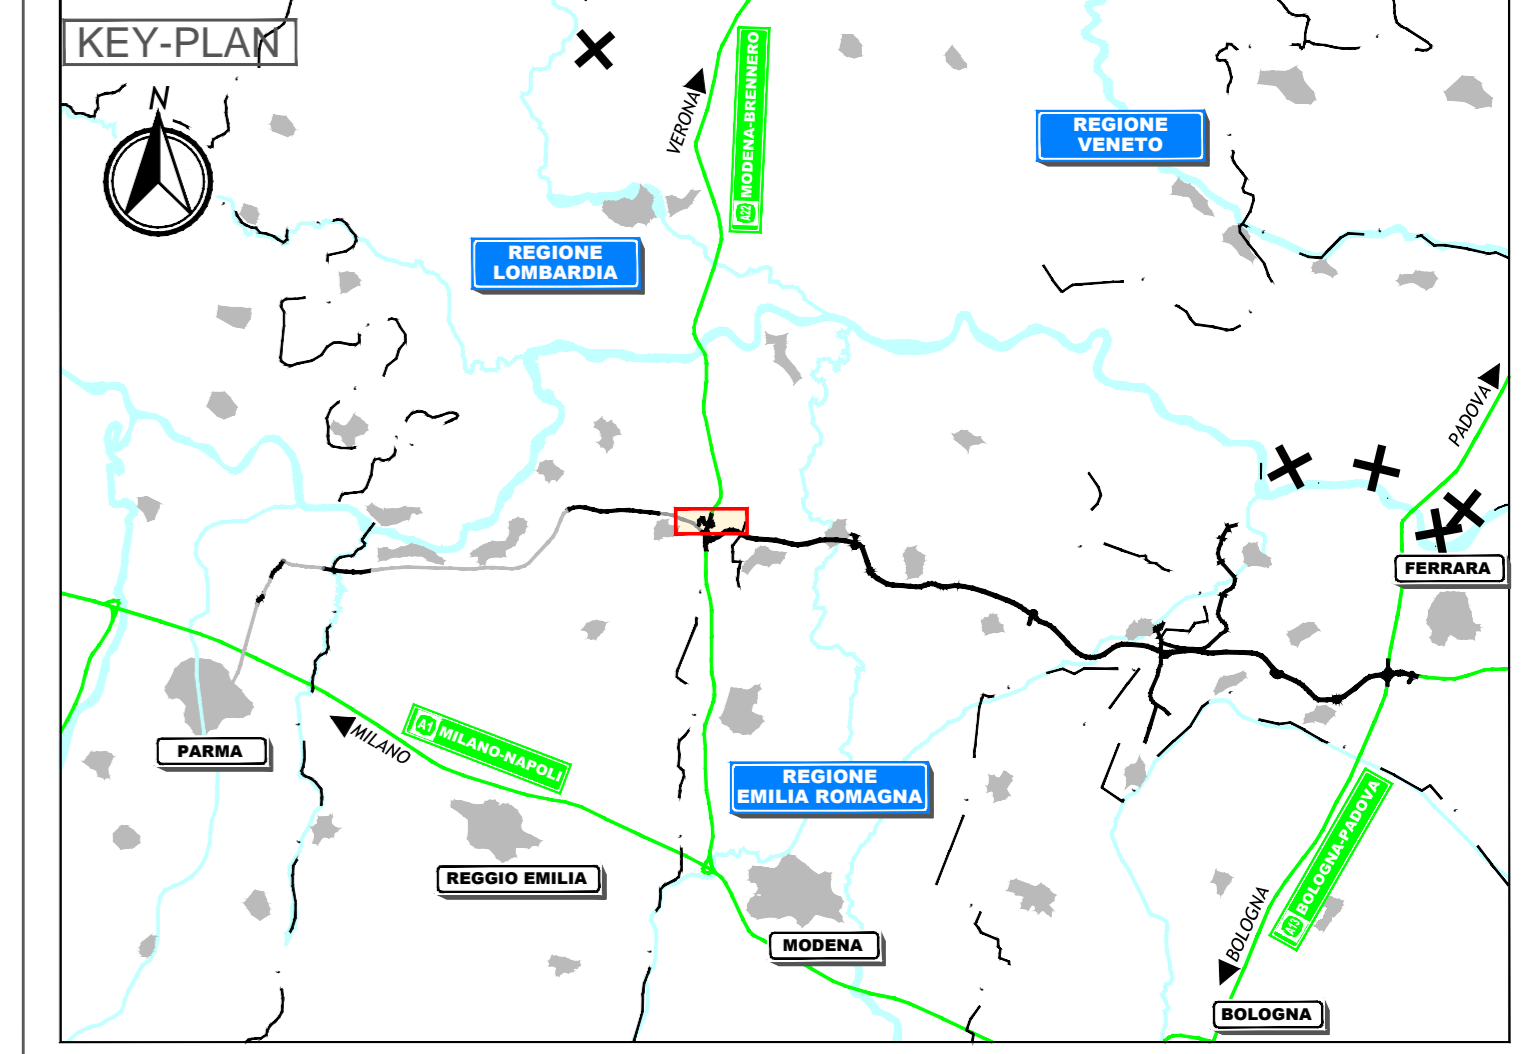 KEY-PLAN
N
VERONA
A22 MODENA-BRENNERO
REGIONE
VENETO
REGIONE
LOMBARDIA
PADOVA
FERRARA
PARMA
MILANO
A1 MILANO-NAPOLI
REGIONE
EMILIA ROMAGNA
REGGIO EMILIA
MODENA
A13 BOLOGNA-PADOVA
BOLOGNA
BOLOGNA